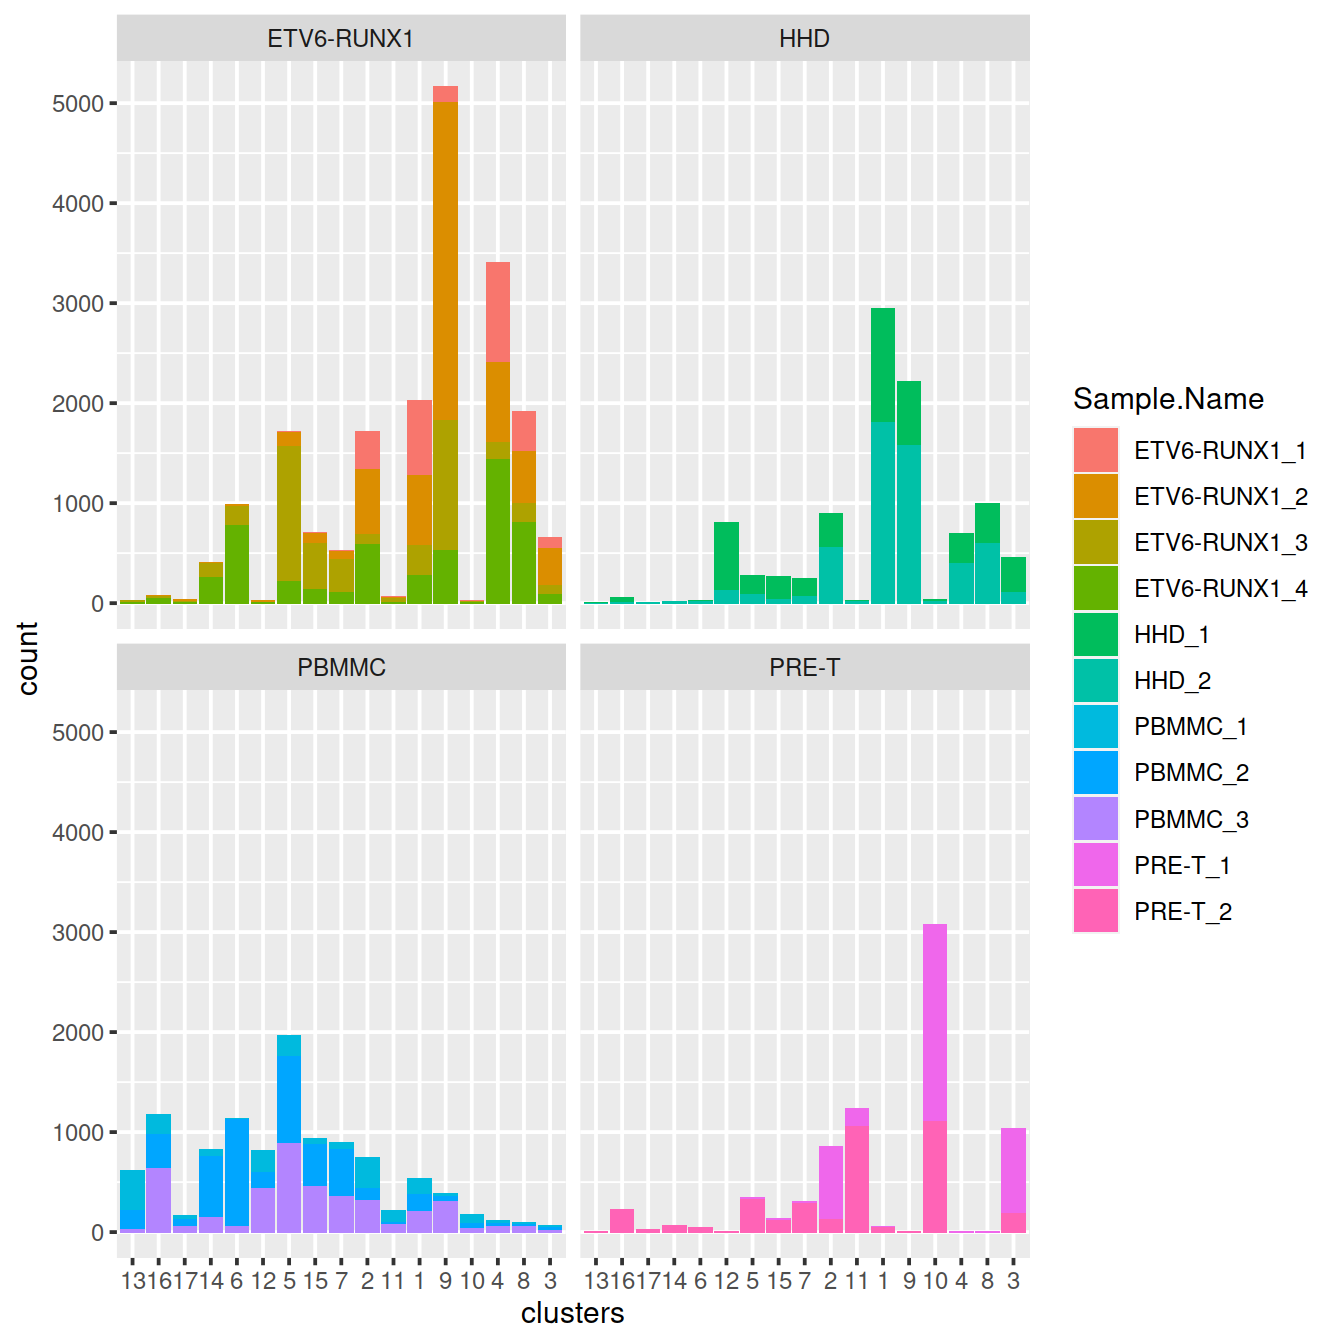 ETV6-RUNX1
HHD
5000
4000
3000
2000
1000
0
PBMMC
PRE-T
5000
4000
3000
2000
1000
0
count
13 16 17 14 6 12 5 15 7 2 11 1 9 10 4 8 3
13 16 17 14 6 12 5 15 7 2 11 1 9 10 4 8 3
clusters
Sample.Name
ETV6-RUNX1_1
ETV6-RUNX1_2
ETV6-RUNX1_3
ETV6-RUNX1_4
HHD_1
HHD_2
PBMMC_1
PBMMC_2
PBMMC_3
PRE-T_1
PRE-T_2